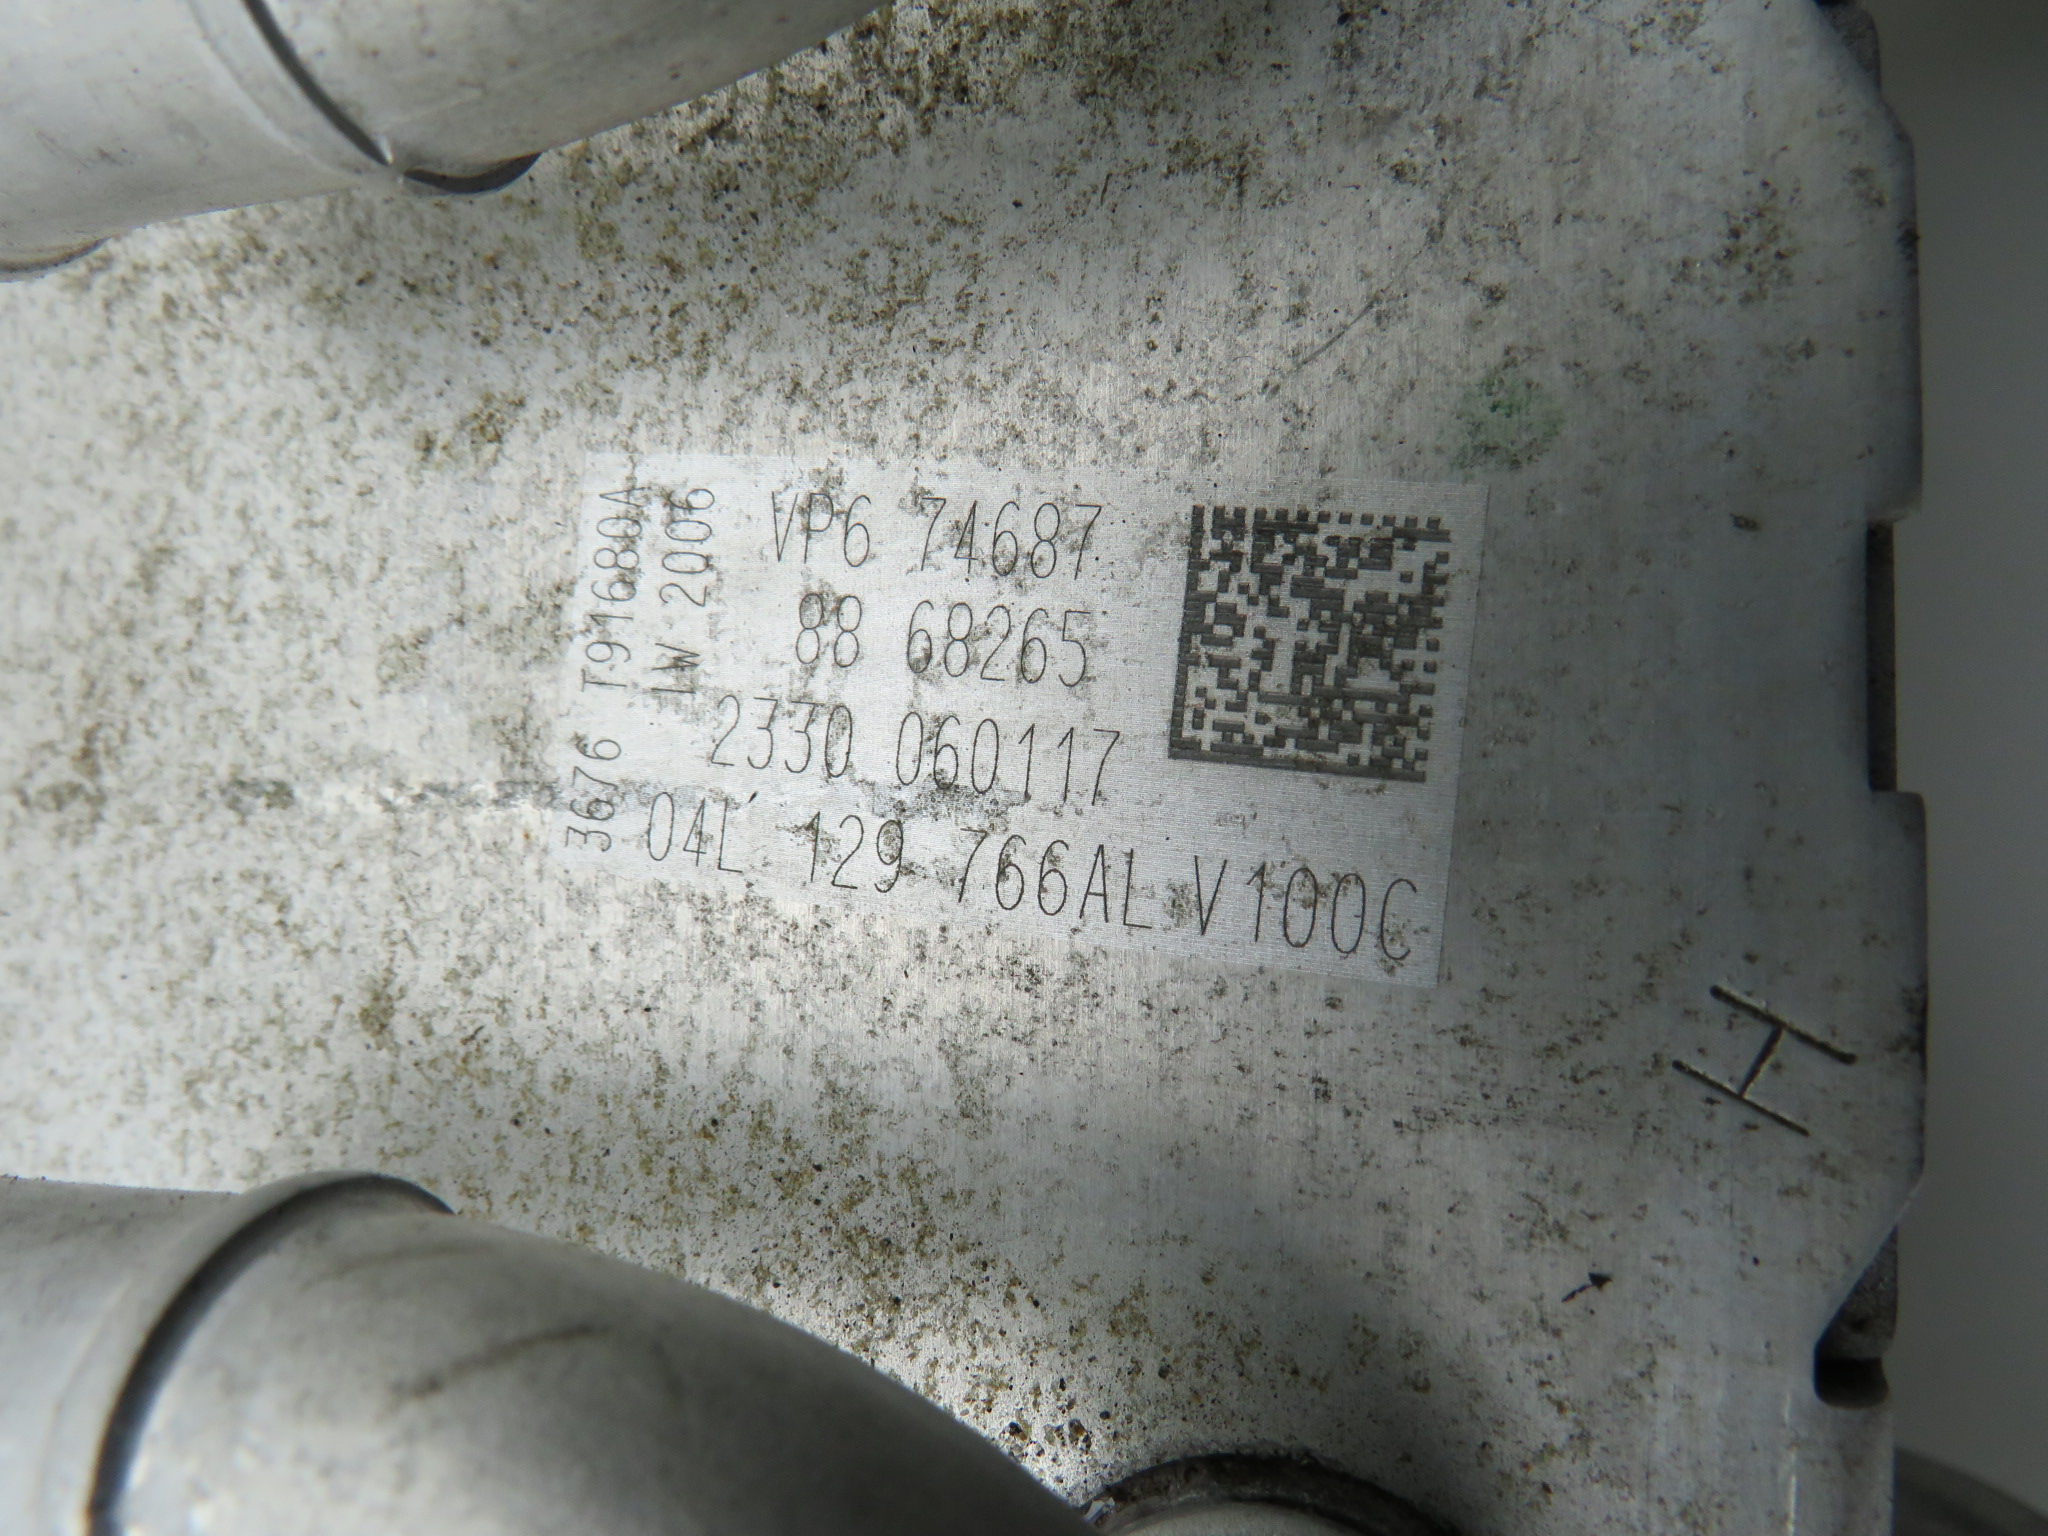 VP6 74687
88 68265
2330 060117
04L 129 766AL V100C
3676 T91680A
LW 2006
H